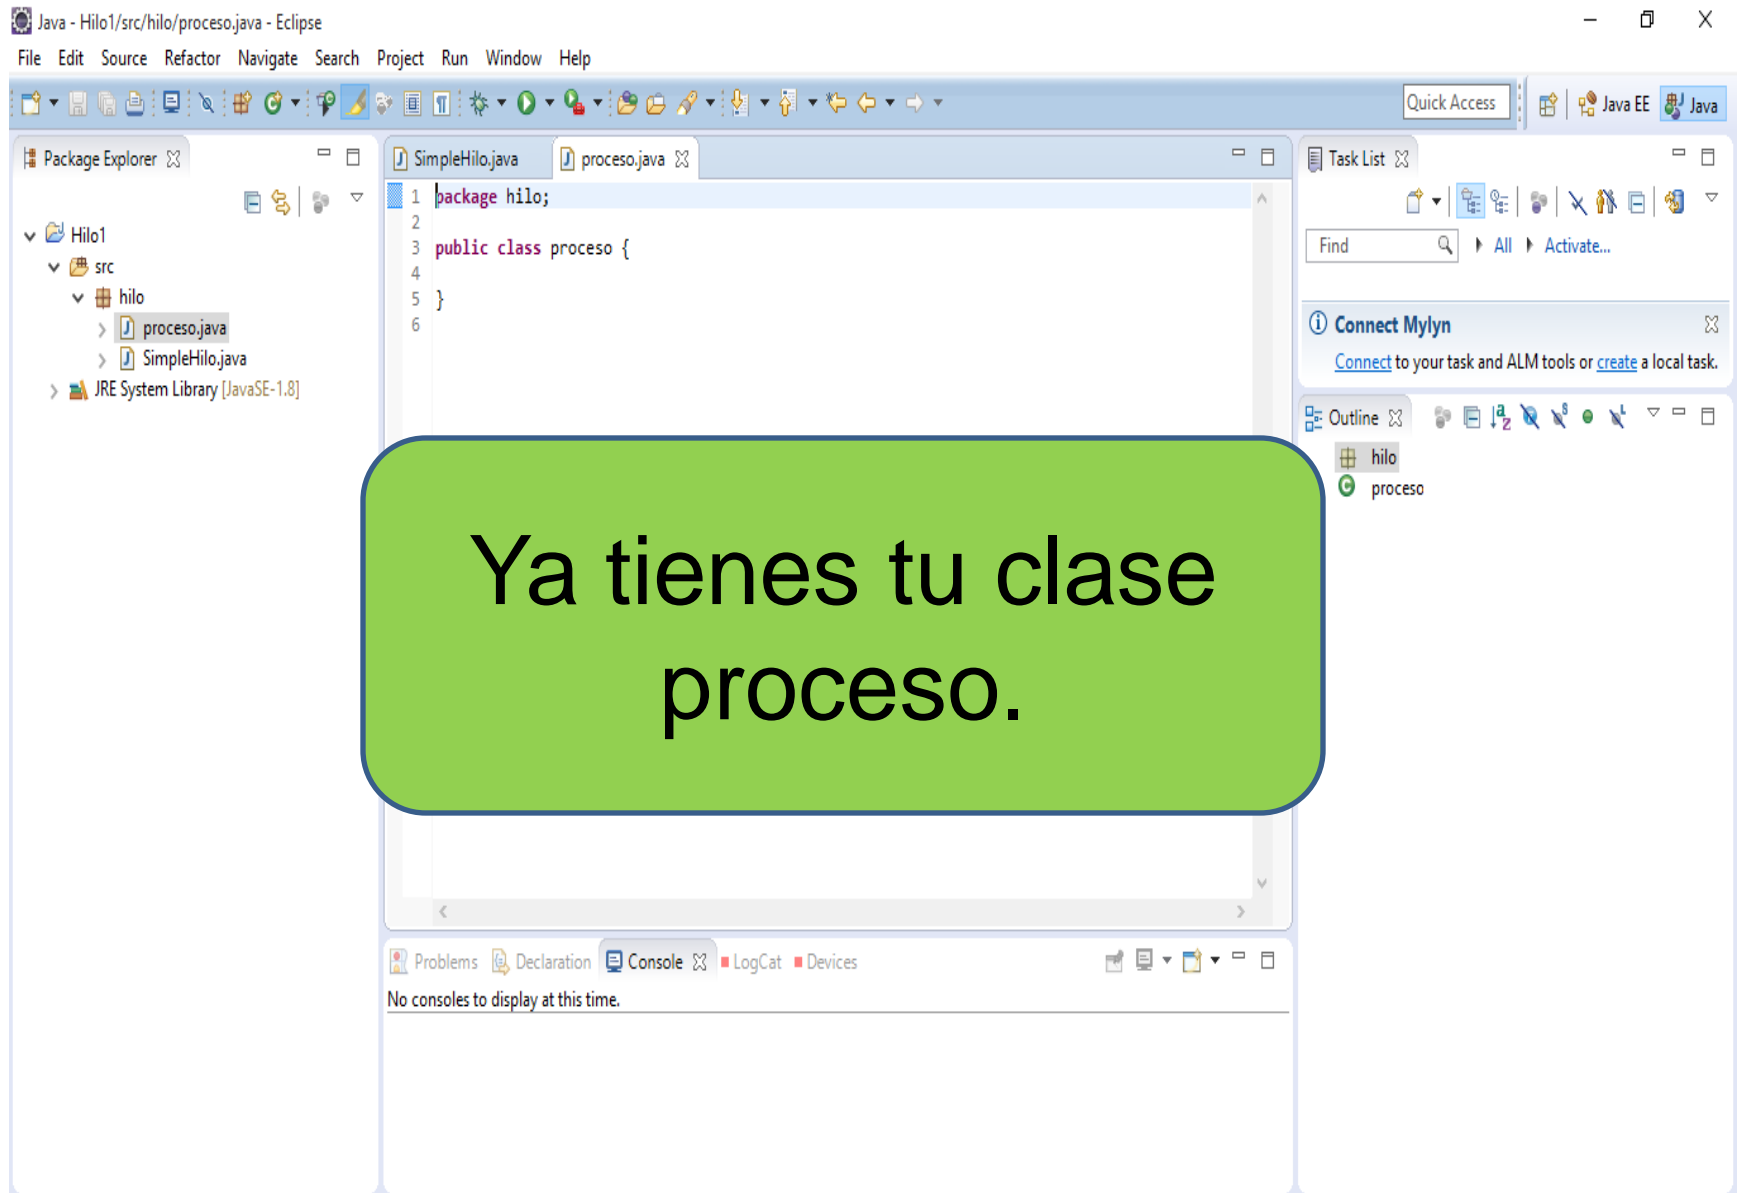 Java - Hilo1/src/hilo/proceso.java - Eclipse
File Edit Source Refactor Navigate Search Project Run Window Help
Quick Access
Java EE
Java
Package Explorer
Hilo1
src
hilo
proceso.java
SimpleHilo.java
JRE System Library [JavaSE-1.8]
SimpleHilo.java
proceso.java
1 package hilo;
2
3 public class proceso {
4
5 }
6
Ya tienes tu clase
proceso.
Problems Declaration Console LogCat Devices
No consoles to display at this time.
Task List
Find
All
Activate...
Connect Mylyn
Connect to your task and ALM tools or create a local task.
Outline
hilo
proceso